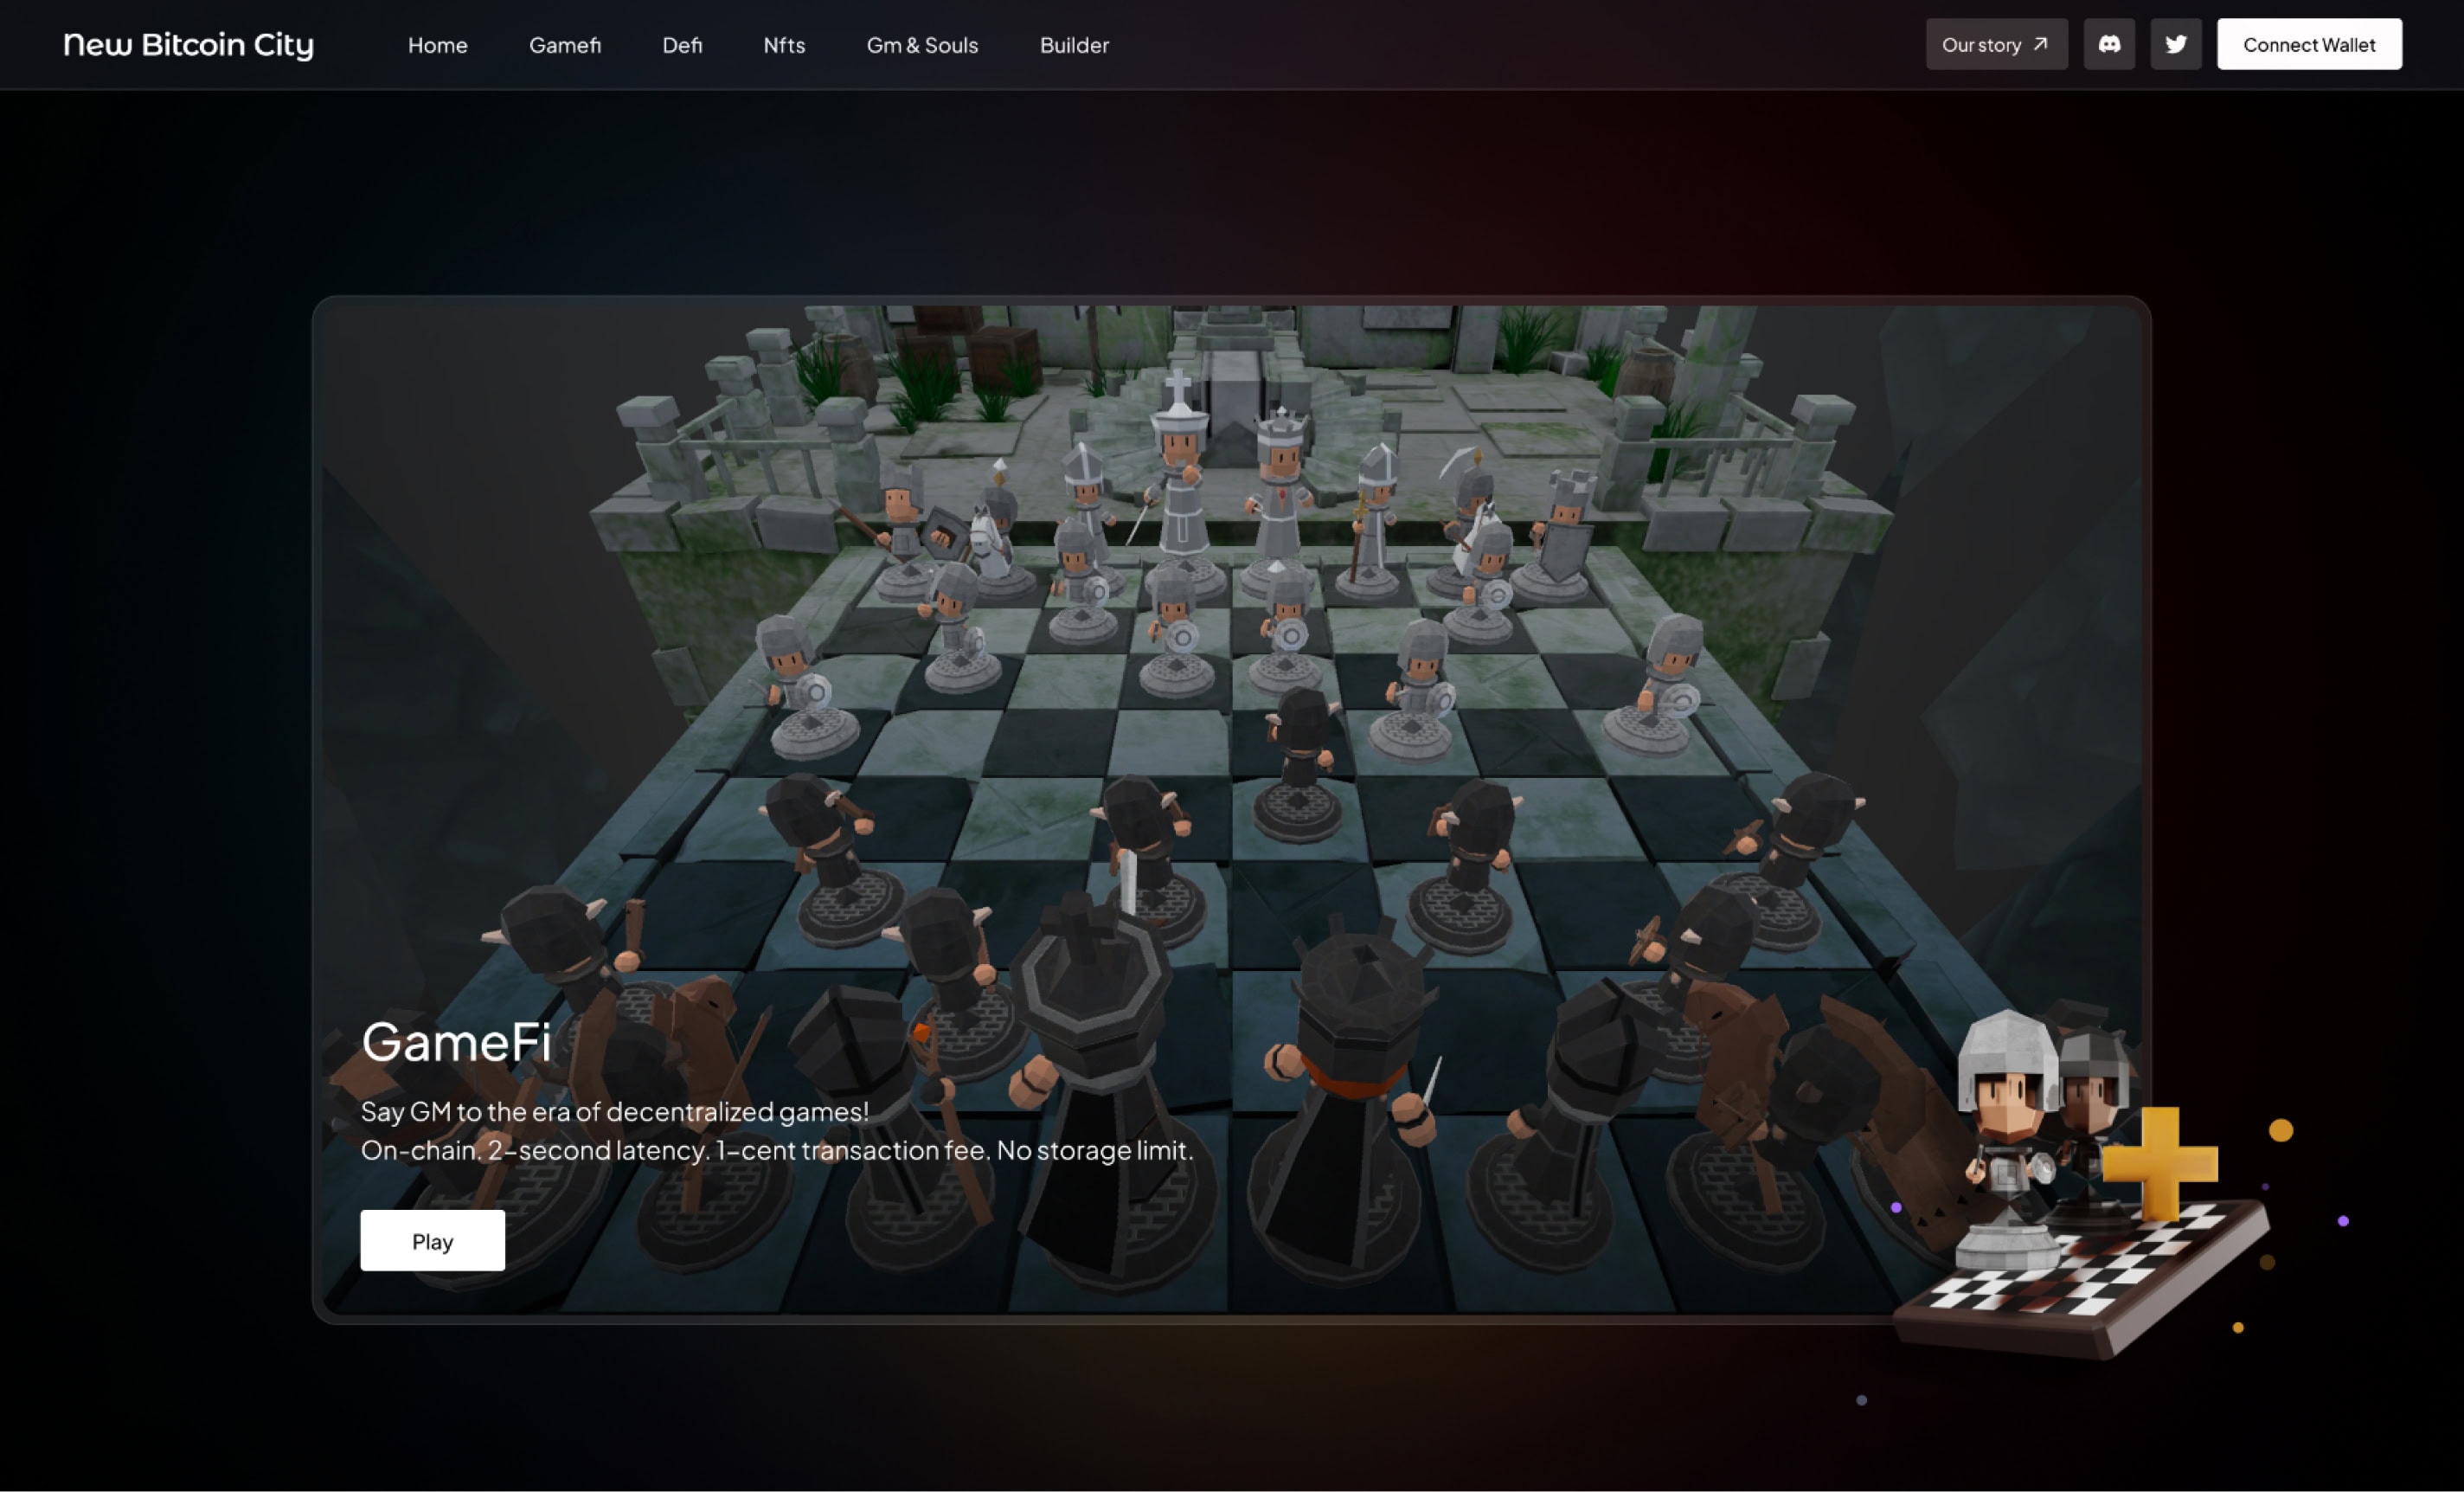 New Bitcoin City
Home
Gamefi
Defi
Nfts
Gm & Souls
Builder
Our story
Connect Wallet
GameFi
Say GM to the era of decentralized games!
On-chain. 2-second latency. 1-cent transaction fee. No storage limit.
Play